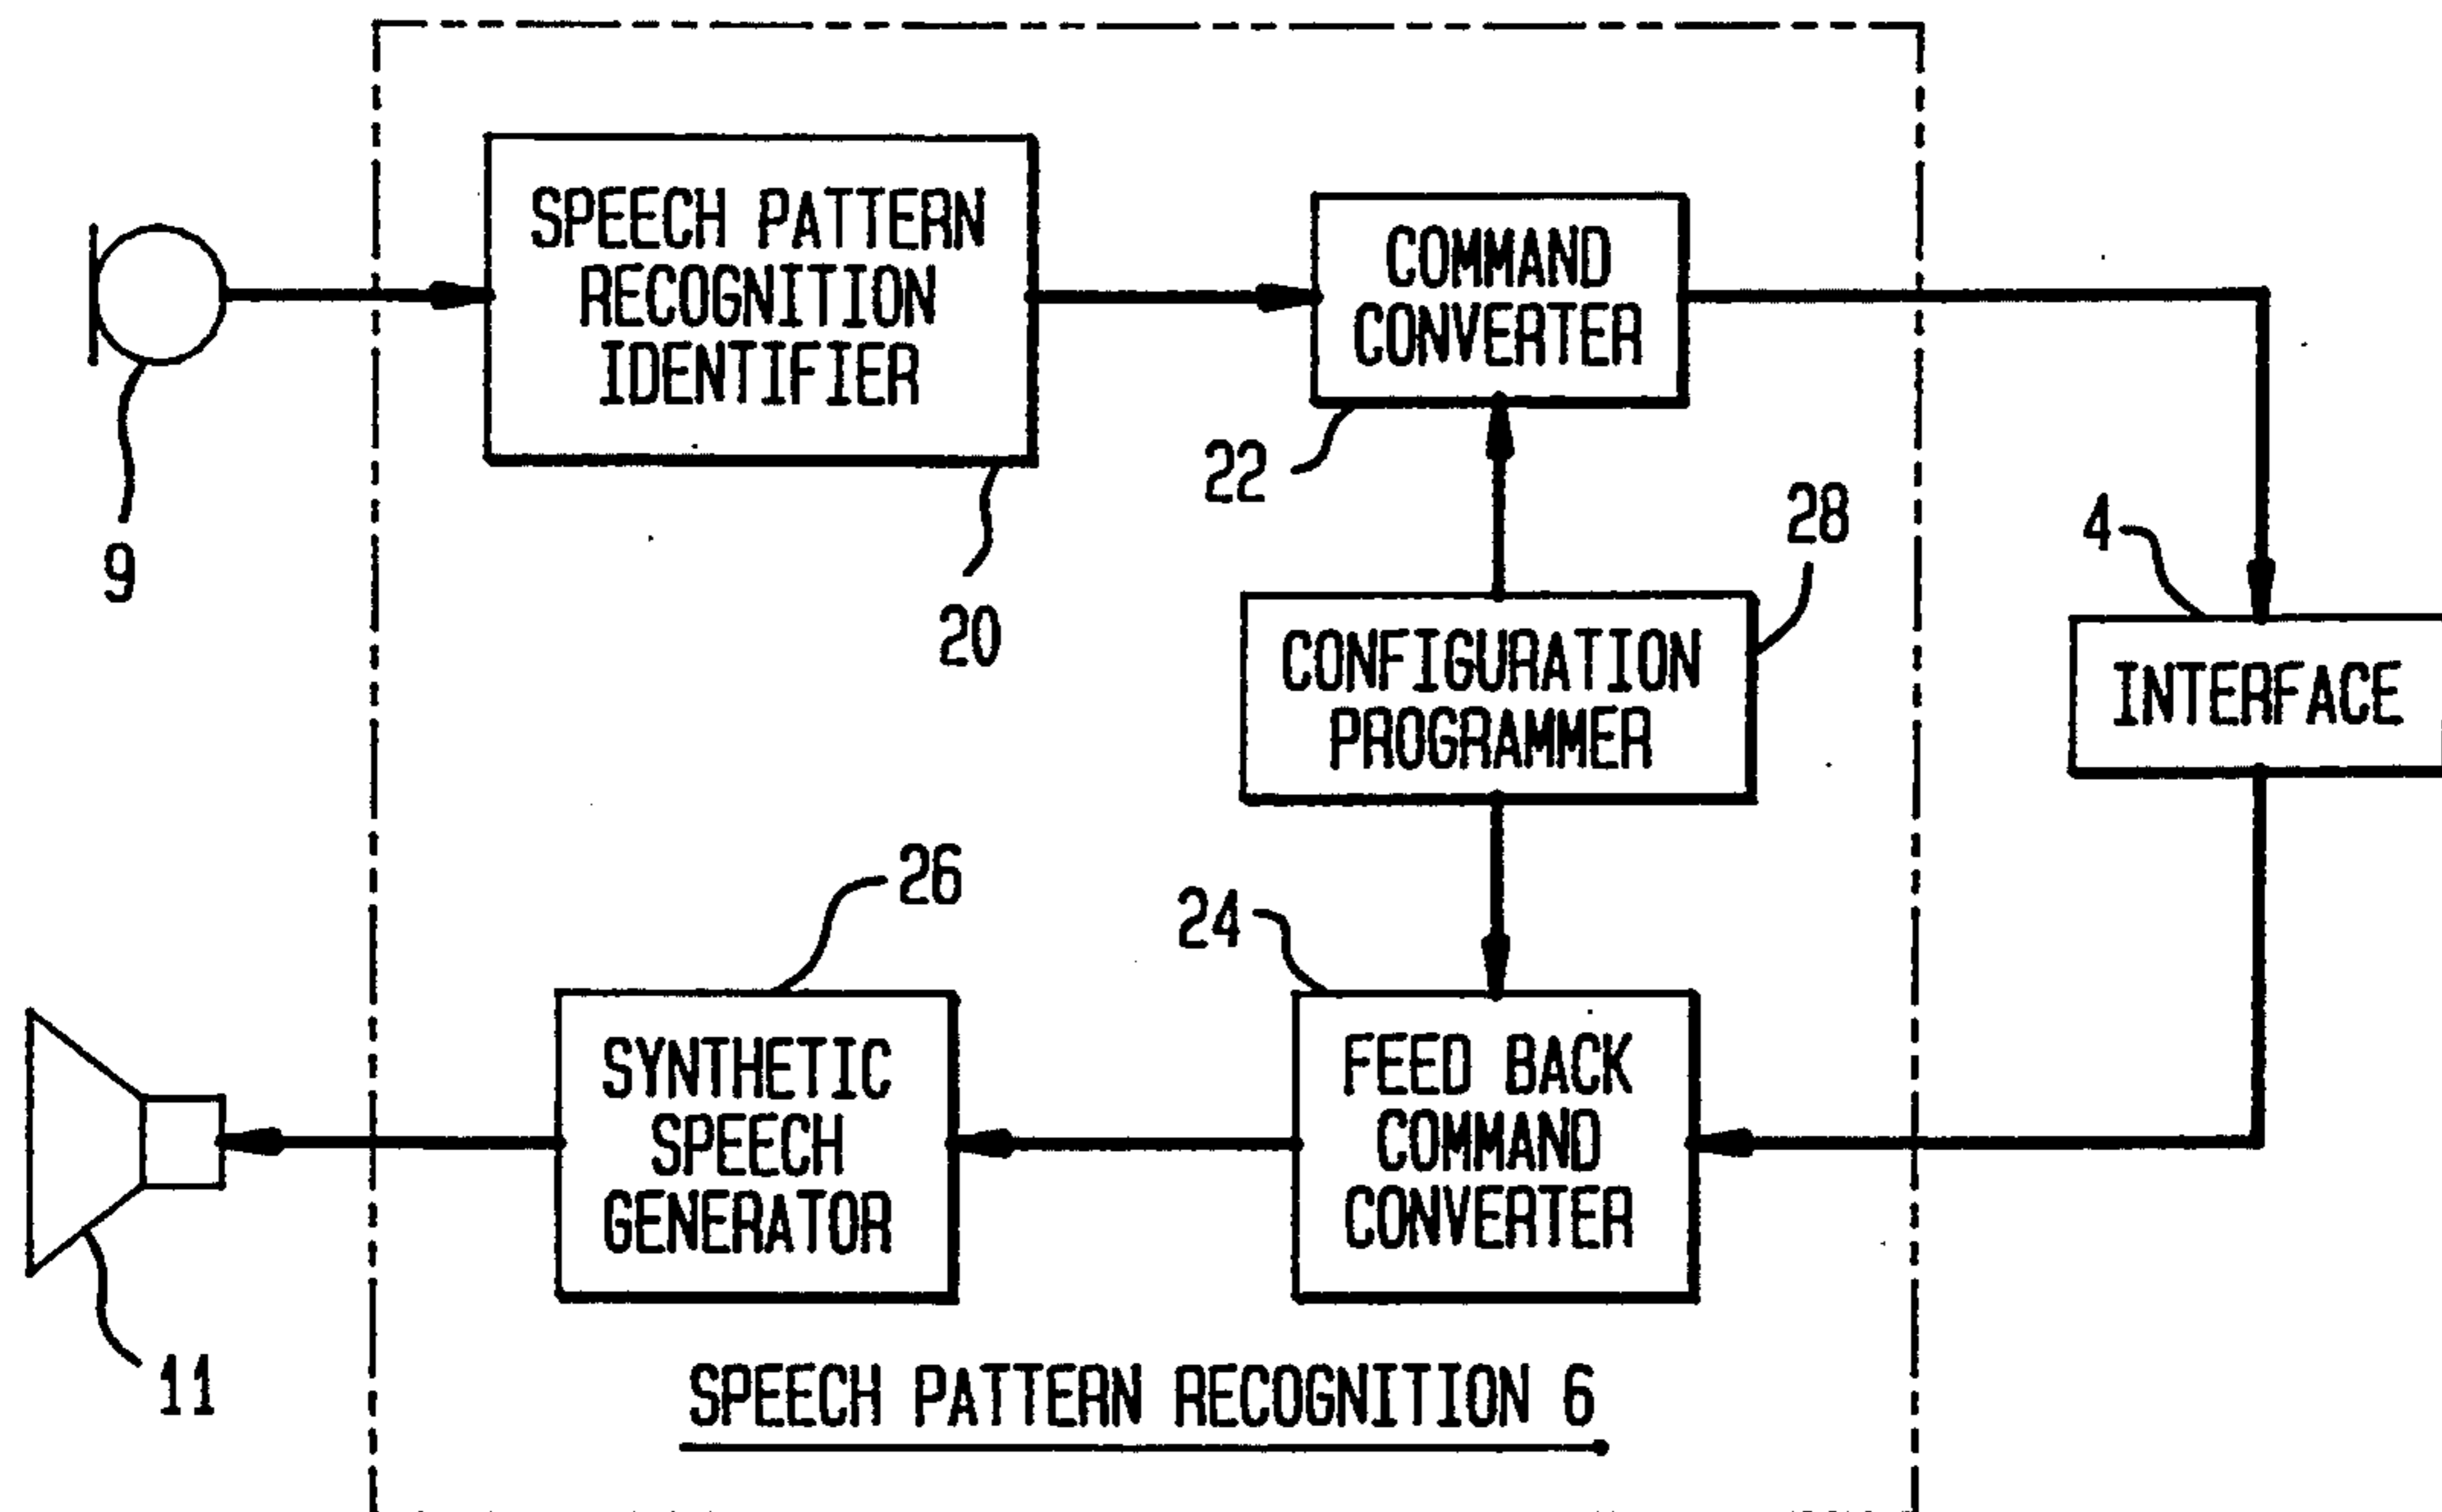 SPEECH PATTERN
RECOGNITION
IDENTIFIER
COMMAND
CONVERTER
22
28
4
9
20
CONFIGURATION
PROGRAMMER
INTERFACE
26
24
SYNTHETIC
SPEECH
GENERATOR
FEED BACK
COMMAND
CONVERTER
11
SPEECH PATTERN RECOGNITION 6